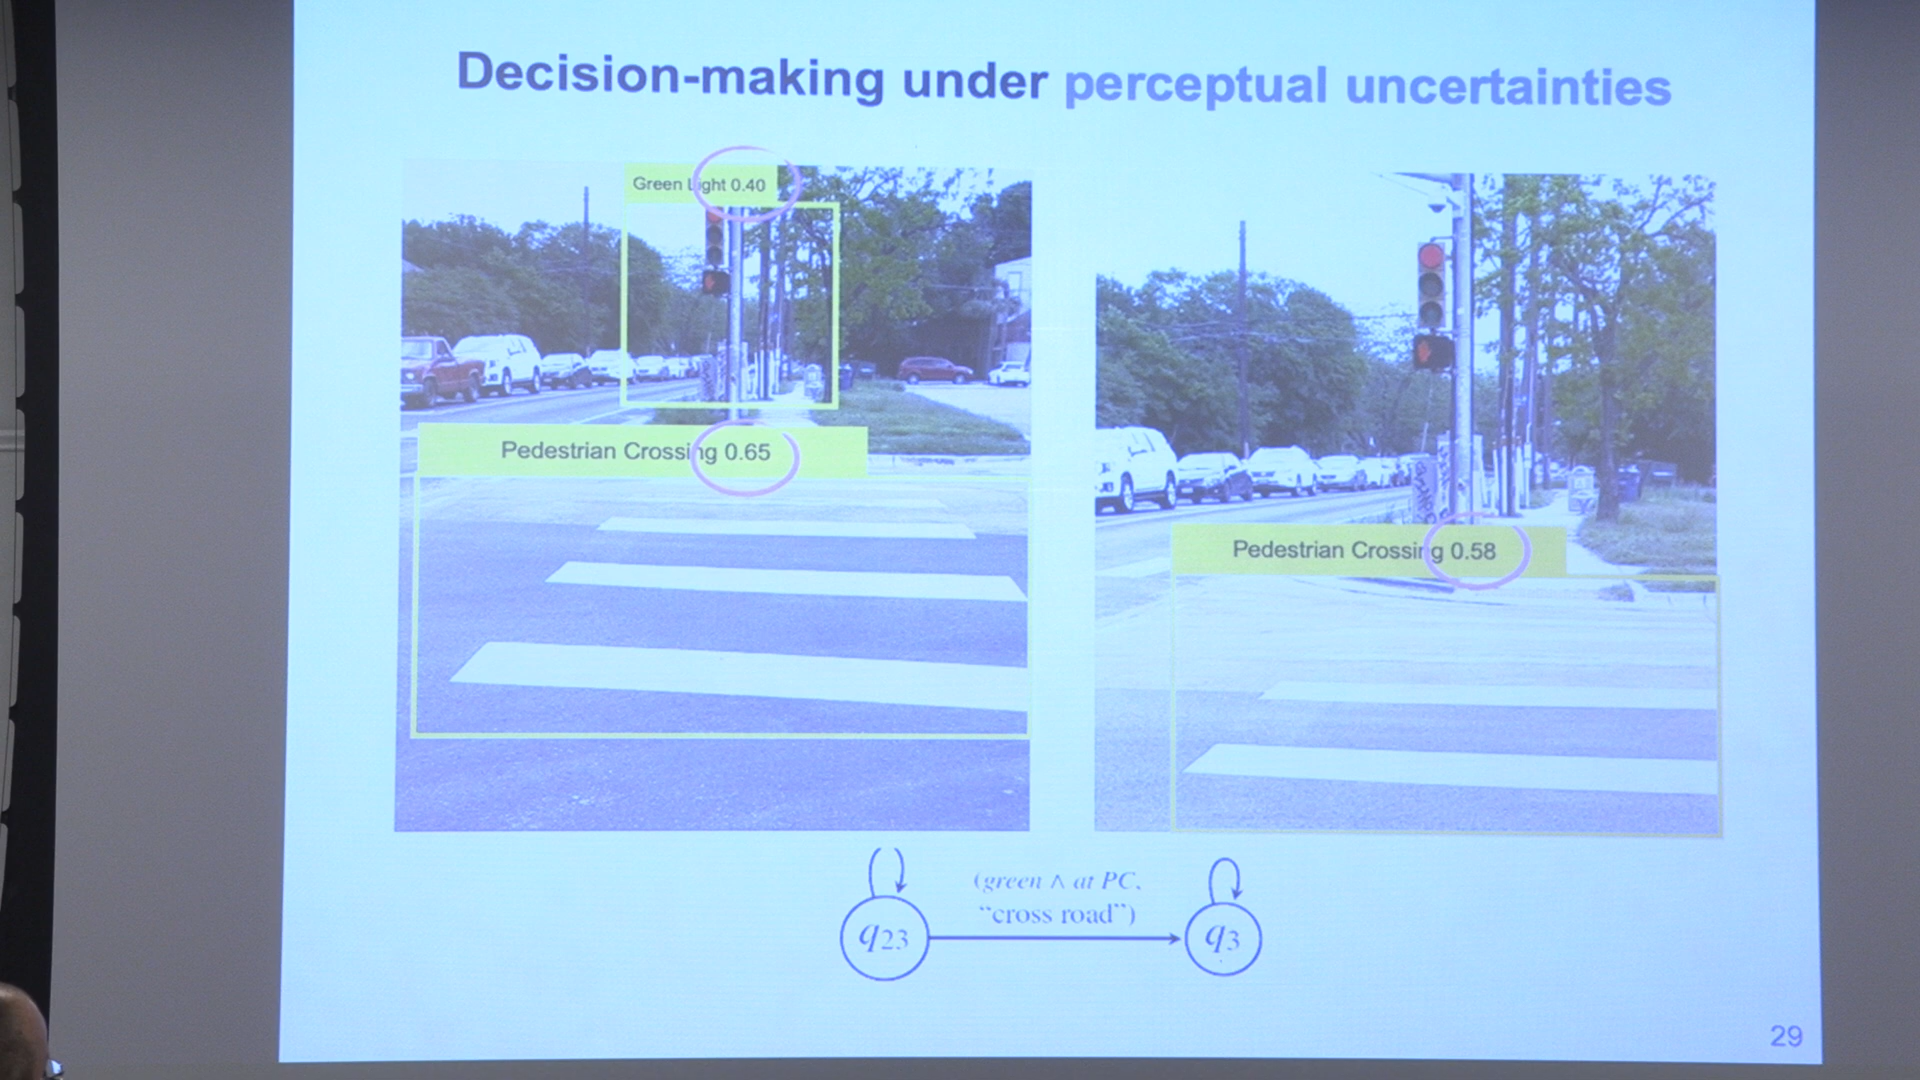 Decision-making under perceptual uncertainties
Green Light 0.40
Pedestrian Crossing 0.65
Pedestrian Crossing 0.58
(green ∧ at PC,
“cross road”)
q23
q3
29